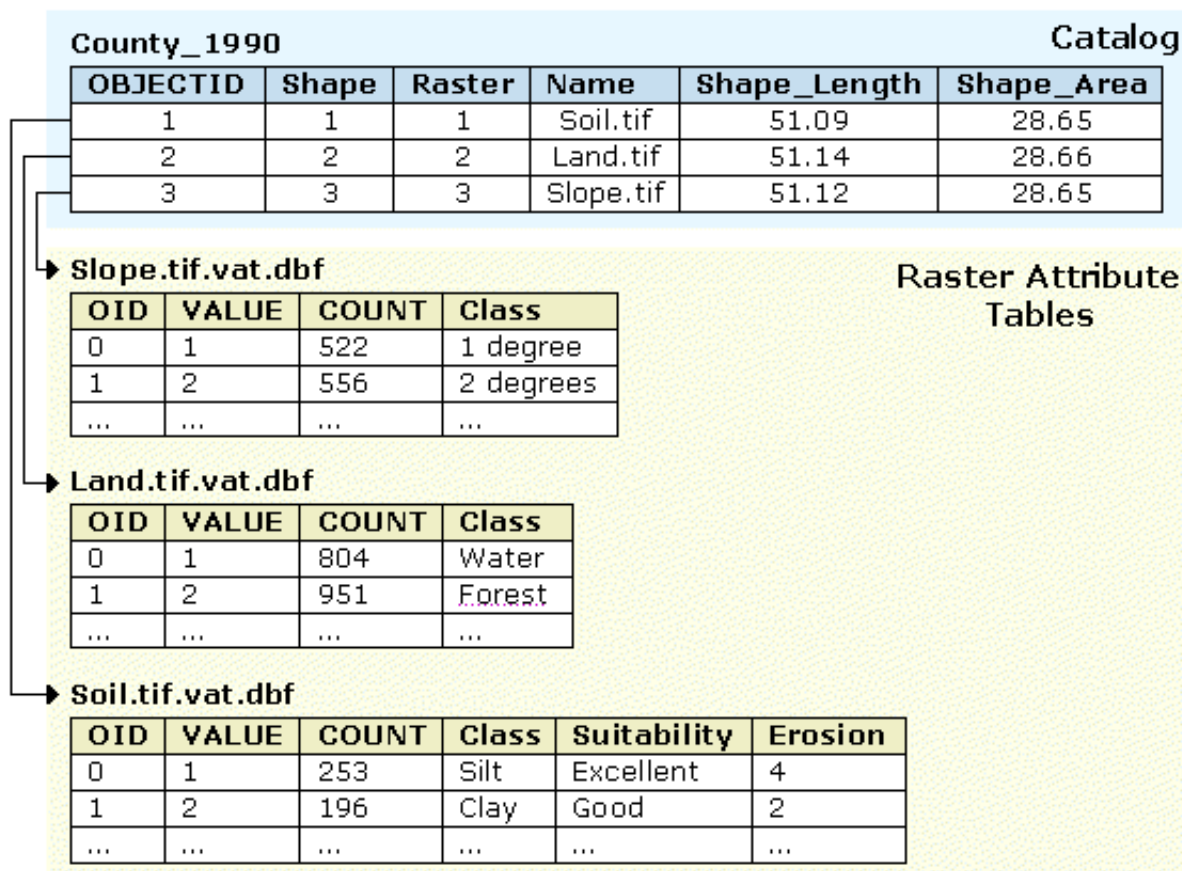 County_1990 Catalog
OBJECTID Shape Raster Name Shape_Length Shape_Area
1 1 1 Soil.tif 51.09 28.65
2 2 2 Land.tif 51.14 28.66
3 3 3 Slope.tif 51.12 28.65
Slope.tif.vat.dbf
Raster Attribute
Tables
OID VALUE COUNT Class
0 1 522 1 degree
1 2 556 2 degrees
... ... ... ...
Land.tif.vat.dbf
OID VALUE COUNT Class
0 1 804 Water
1 2 951 Forest
... ... ... ...
Soil.tif.vat.dbf
OID VALUE COUNT Class Suitability Erosion
0 1 253 Silt Excellent 4
1 2 196 Clay Good 2
... ... ... ... ... ...